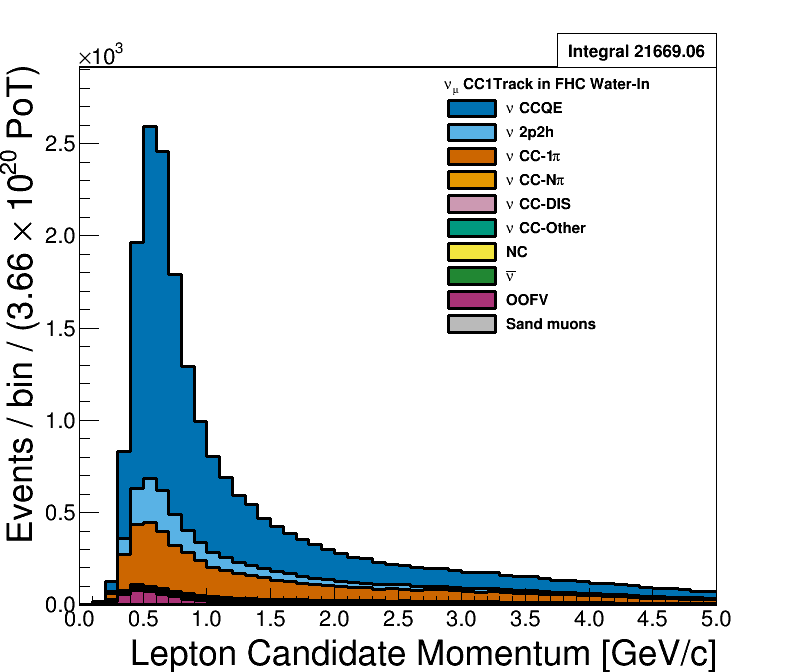 ×10³
Integral 21669.06
ν_μ CC1Track in FHC Water-In
ν CCQE
ν 2p2h
ν CC-1π
ν CC-Nπ
ν CC-DIS
ν CC-Other
NC
ν̅
OOFV
Sand muons
Events / bin / (3.66 × 10²⁰ PoT)
2.5
2.0
1.5
1.0
0.5
0.0
0.0 0.5 1.0 1.5 2.0 2.5 3.0 3.5 4.0 4.5 5.0
Lepton Candidate Momentum [GeV/c]